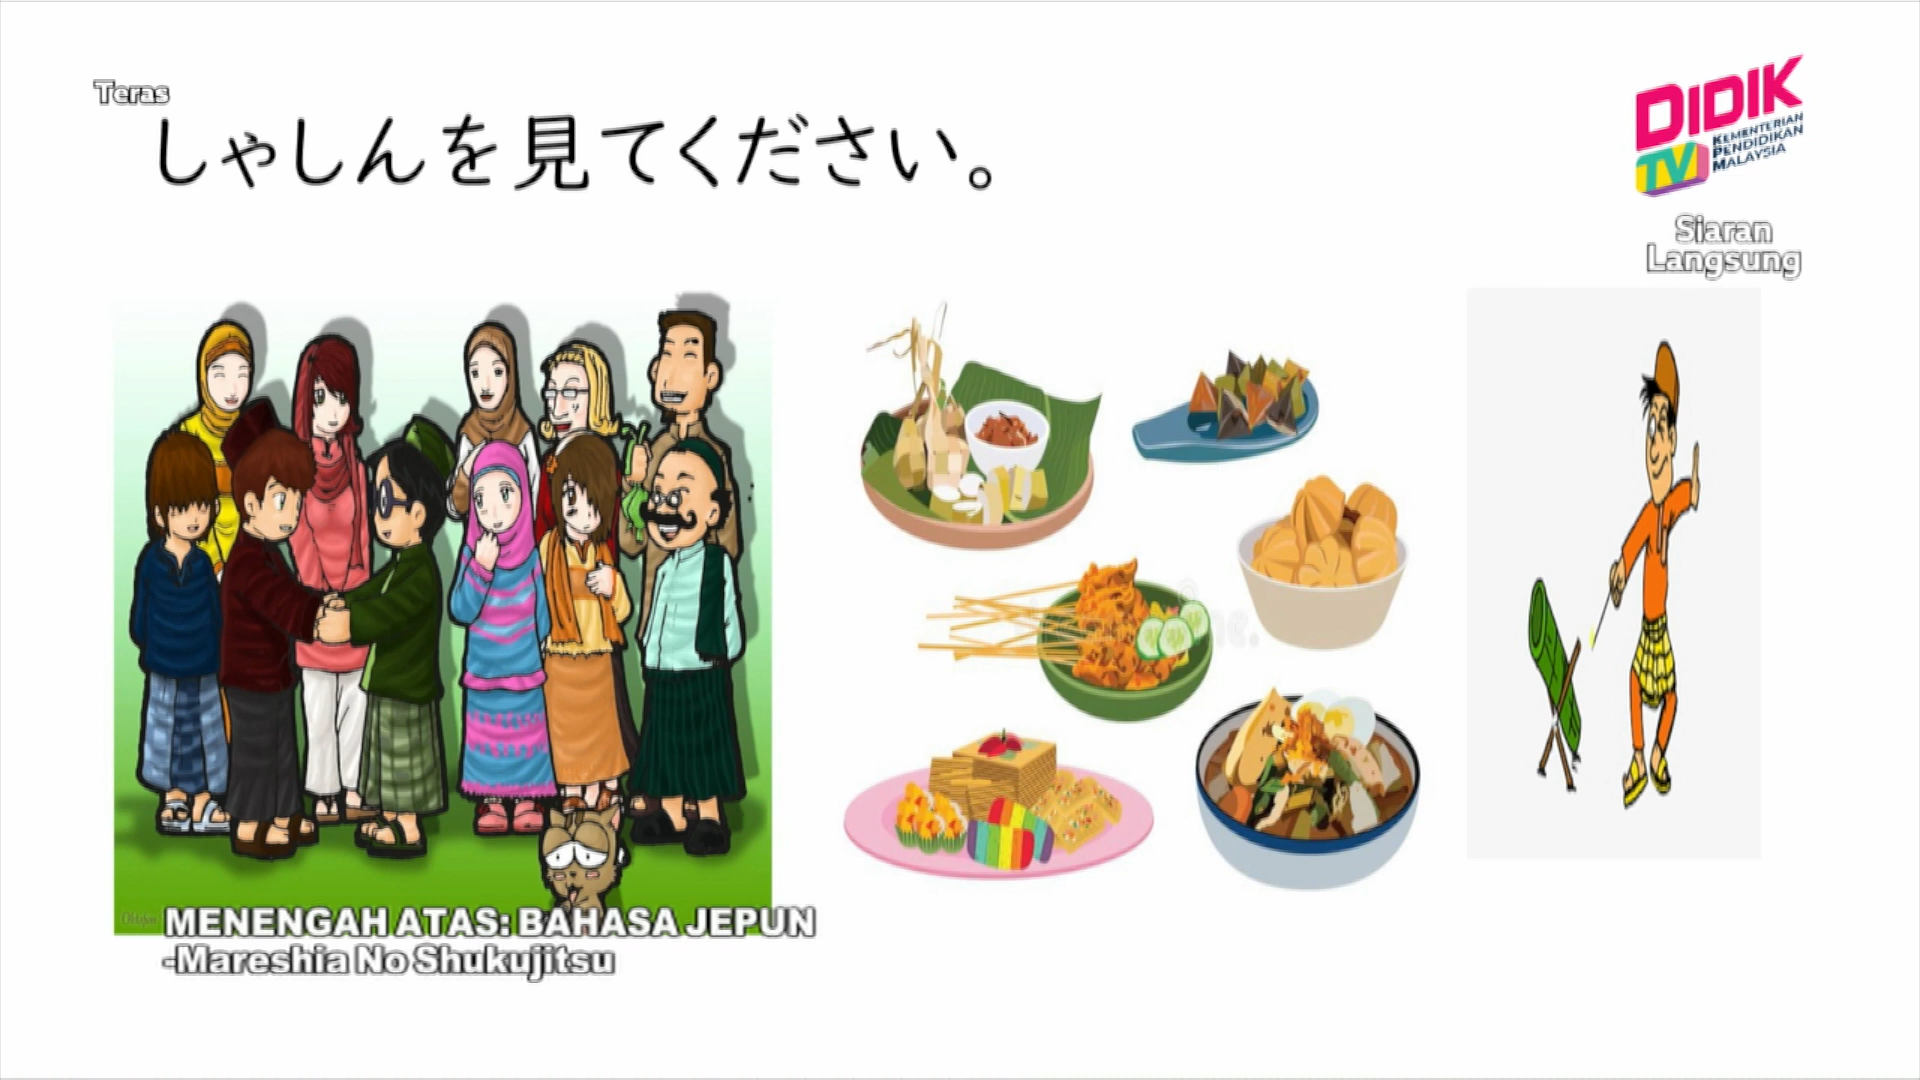 Teras
しゃしんを見てください。
DIDIK
TV
KEMENTERIAN
PENDIDIKAN
MALAYSIA
Siaran
Langsung
MENENGAH ATAS: BAHASA JEPUN
-Mareshia No Shukujitsu